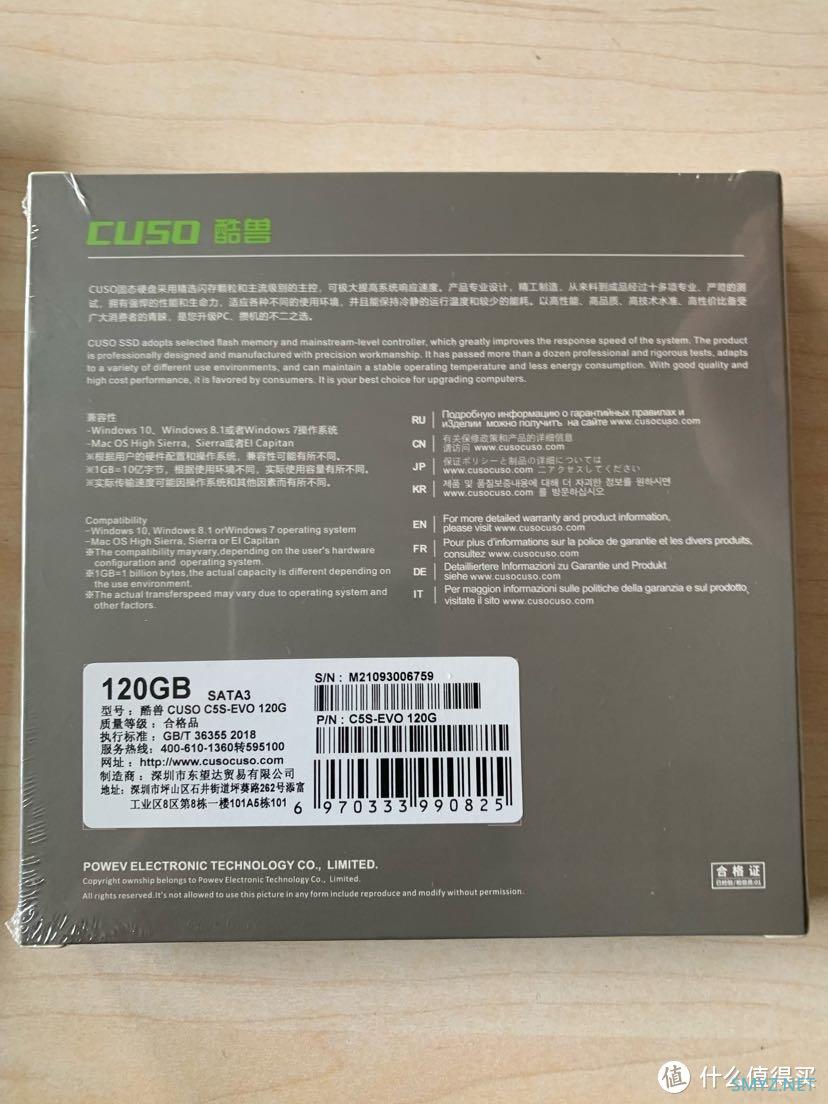 CUSO 酷兽
CUSO固态硬盘采用精选闪存颗粒和主流级别的主控，可极大提高系统响应速度。产品专业设计，精工制造，从来料到成品经过十多项专业、严苛的测
试，拥有强悍的性能和生命力，适应各种不同的使用环境，并且能保持冷静的运行温度和较少的能耗。以高性能、高品质、高技术水准、高性价比备受
广大消费者的青睐，是您升级PC、攒机的不二之选。
CUSO SSD adopts selected flash memory and mainstream-level controller, which greatly improves the response speed of the system. The product
is professionally designed and manufactured with precision workmanship. It has passed more than a dozen professional and rigorous tests, adapts
to a variety of different use environments, and can maintain a stable operating temperature and less energy consumption. With good quality and
high cost performance, it is favored by consumers. It is your best choice for upgrading computers.
兼容性
-Windows 10、Windows 8.1或者Windows 7操作系统
-Mac OS High Sierra、Sierra或者El Capitan
※根据用户的硬件配置和操作系统，兼容性可能有所不同。
※1GB=10亿字节，根据使用环境不同，实际使用容量有所不同。
※实际传输速度可能因操作系统和其他因素而有所不同。
Compatibility
-Windows 10, Windows 8.1 orWindows 7 operating system
-Mac OS High Sierra, Sierra or El Capitan
※The compatibility mayvary,depending on the user's hardware
configuration and operating system.
※1GB=1 billion bytes,the actual capacity is different depending on
the use environment.
※The actual transferspeed may vary due to operating system and
other factors.
RU Подробную информацию о гарантийных правилах и
иЗделии можно получить на сайте www.cusocuso.com
CN 有关保修政策和产品的详细信息
请访问 www.cusocuso.com
JP 保证ポリシーと制品の详细については
www.cusocuso.com 二アクセスしてください
KR 제품 및 품질보증내용에 대해 더 자괴한 정보를 원하시면
www.cusocuso.com 를 방문하십시오
EN For more detailed warranty and product information,
please visit www.cusocuso.com
FR Pour plus d'informations sur la police de garantie et les divers produits,
consultez www.cusocuso.com
DE Detailliertere Informationen zu Garantie und Produkt
siehe www.cusocuso.com
IT Per maggion informazioni sulle politiche della garanzia e sul prodotto,
visitate il sito www.cusocuso.com
120GB SATA3
型号：酷兽 CUSO C5S-EVO 120G
质量等级：合格品
执行标准：GB/T 36355 2018
服务热线：400-610-1360转595100
网址：http://www.cusocuso.com
制造商：深圳市东望达贸易有限公司
地址：深圳市坪山区石井街道坪葵路262号添富
工业区8区第8栋一楼101A5栋101
S/N：M21093006759
P/N：C5S-EVO 120G
6 970333 990825
POWEV ELECTRONIC TECHNOLOGY CO., LIMITED.
Copyright ownship belongs to Powev Electronic Technology Co., Limited.
All rights reserved.It's not allowed to use this picture in any form include reproduce and modify without permission.
合格证
值 什么值得买
SMYZ.NET